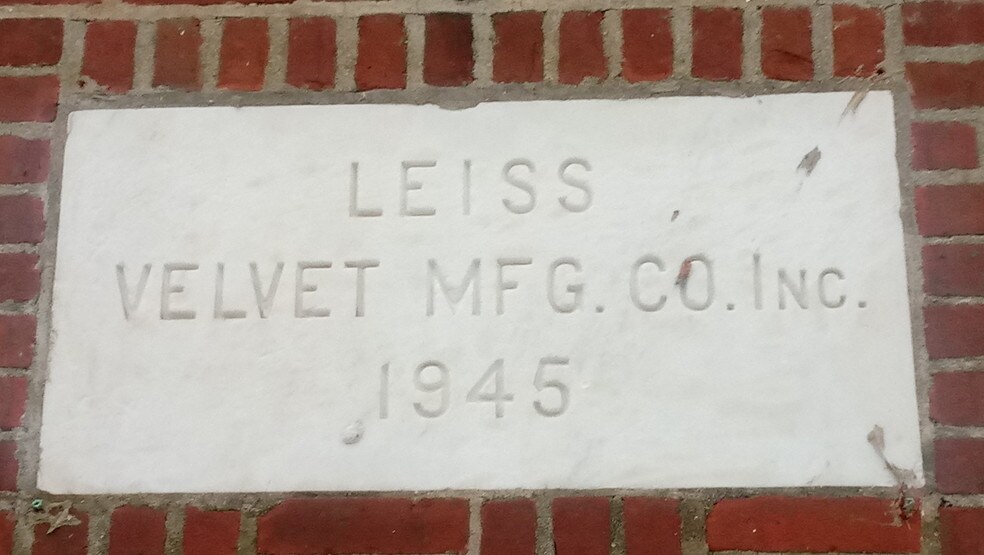 LEISS
VELVET MFG. CO. INC.
1945